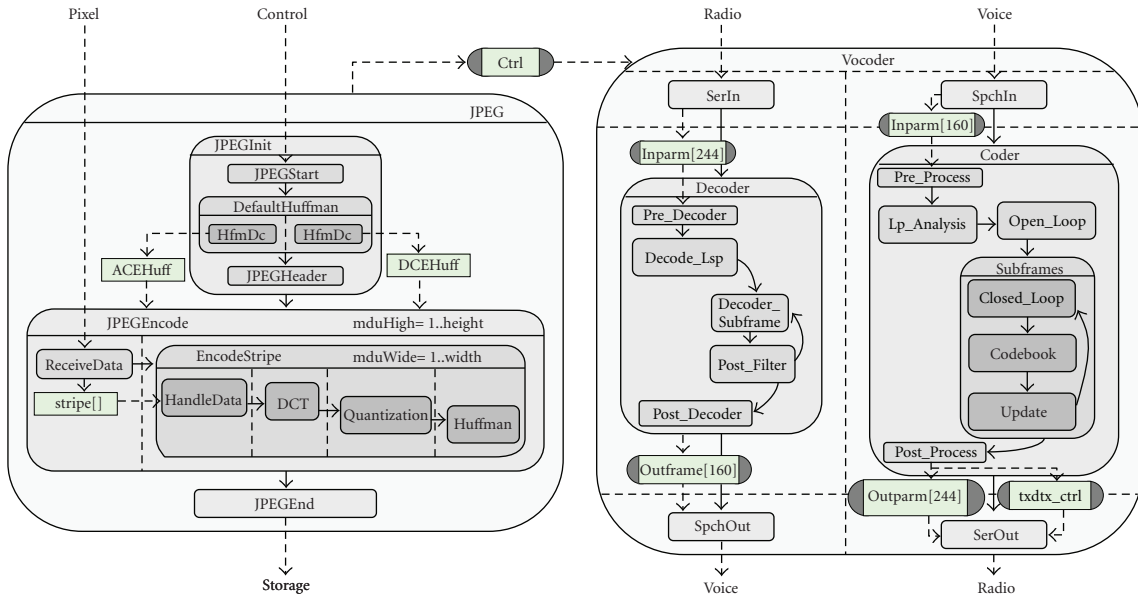 Pixel
Control
Radio
Voice
Ctrl
Vocoder
JPEG
SerIn
SpchIn
Inparm[160]
JPEGInit
Inparm[244]
Coder
JPEGStart
Decoder
Pre_Process
DefaultHuffman
Pre_Decoder
Lp_Analysis
Open_Loop
HfmDc
HfmDc
ACEHuff
DCEHuff
Decode_Lsp
JPEGHeader
Subframes
Closed_Loop
Decoder_
Subframe
JPEGEncode
mduHigh= 1..height
EncodeStripe
mduWide= 1..width
Codebook
ReceiveData
Post_Filter
stripe[]
HandleData
DCT
Quantization
Huffman
Post_Decoder
Update
Post_Process
Outframe[160]
JPEGEnd
Outparm[244]
txdtx_ctrl
SpchOut
SerOut
Storage
Voice
Radio